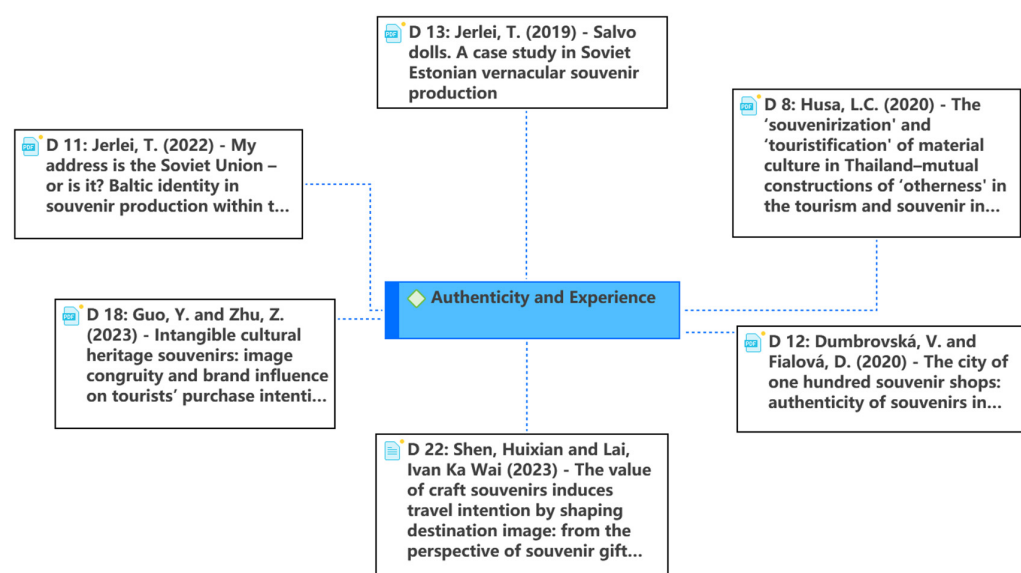 D 13: Jerlei, T. (2019) - Salvo
dolls. A case study in Soviet
Estonian vernacular souvenir
production
D 8: Husa, L.C. (2020) - The
‘souvenirization' and
‘touristification' of material
culture in Thailand–mutual
constructions of ‘otherness' in
the tourism and souvenir in...
D 11: Jerlei, T. (2022) - My
address is the Soviet Union –
or is it? Baltic identity in
souvenir production within t...
Authenticity and Experience
D 18: Guo, Y. and Zhu, Z.
(2023) - Intangible cultural
heritage souvenirs: image
congruity and brand influence
on tourists’ purchase intenti...
D 12: Dumbrovská, V. and
Fialová, D. (2020) - The city of
one hundred souvenir shops:
authenticity of souvenirs in...
D 22: Shen, Huixian and Lai,
Ivan Ka Wai (2023) - The value
of craft souvenirs induces
travel intention by shaping
destination image: from the
perspective of souvenir gift...